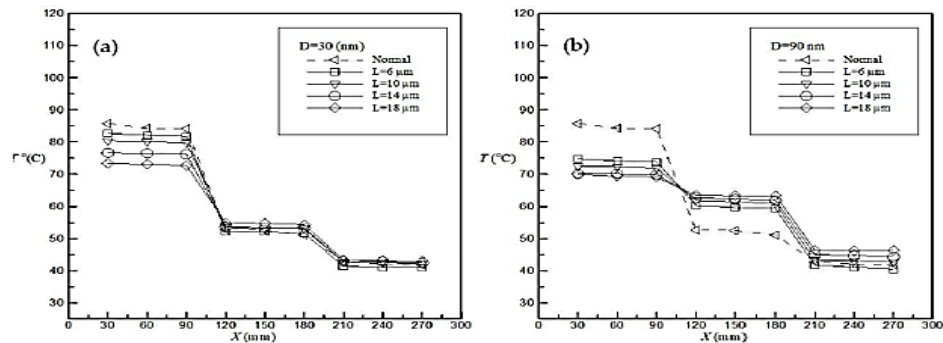 (a)
D=30 (nm)
Normal
L=6 μm
L=10 μm
L=14 μm
L=18 μm
120
110
100
90
80
70
60
50
40
30
T °(C)
0 30 60 90 120 150 180 210 240 270 300
X (mm)
(b)
D=90 nm
Normal
L=6 μm
L=10 μm
L=14 μm
L=18 μm
120
110
100
90
80
70
60
50
40
30
T (°C)
0 30 60 90 120 150 180 210 240 270 300
X (mm)